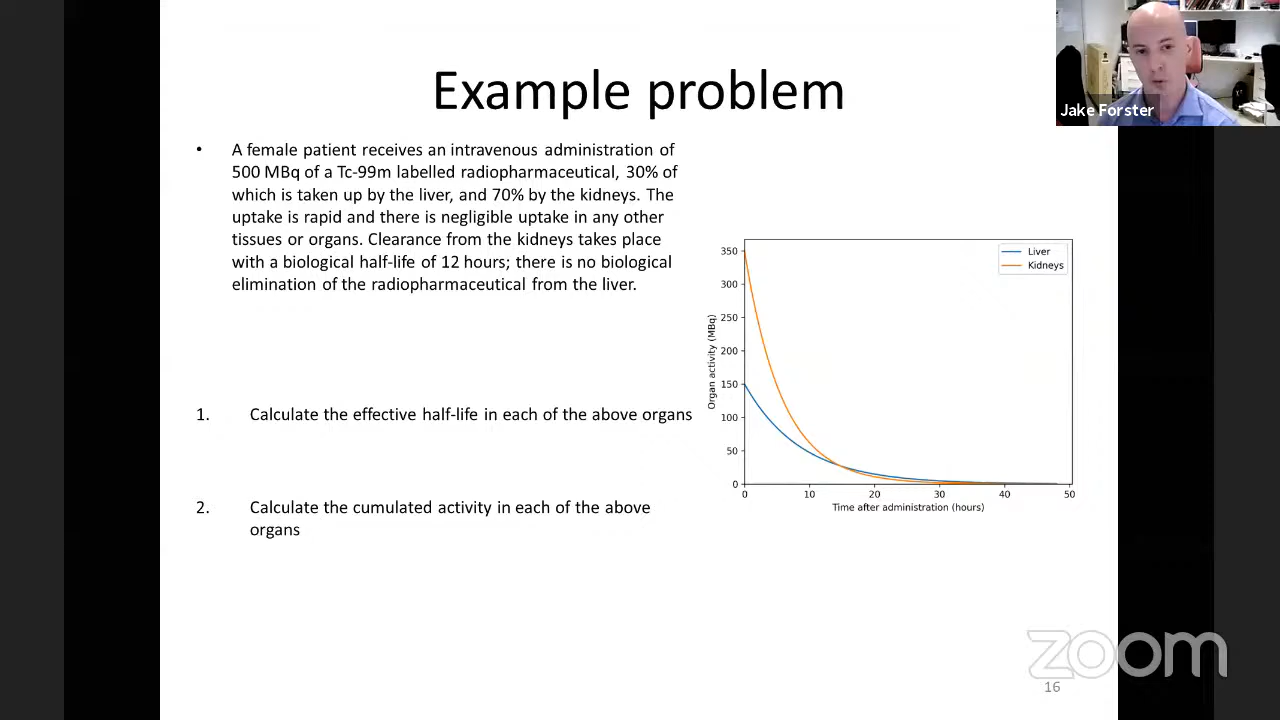 Example problem
Jake Forster
• A female patient receives an intravenous administration of
500 MBq of a Tc-99m labelled radiopharmaceutical, 30% of
which is taken up by the liver, and 70% by the kidneys. The
uptake is rapid and there is negligible uptake in any other
tissues or organs. Clearance from the kidneys takes place
with a biological half-life of 12 hours; there is no biological
elimination of the radiopharmaceutical from the liver.
1. Calculate the effective half-life in each of the above organs
2. Calculate the cumulated activity in each of the above
organs
Liver
Kidneys
350
300
250
200
150
100
50
0
Organ activity (MBq)
0 10 20 30 40 50
Time after administration (hours)
zoom
16